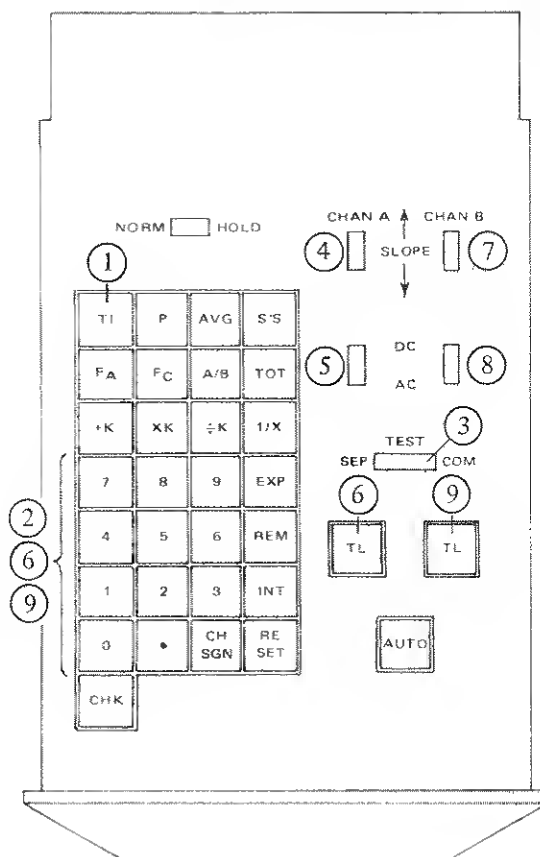 CHAN A CHAN B
NORM HOLD
4 SLOPE 7
1
TI P AVG S'S
FA FC A/B TOT
5 DC 8
AC
+K XK ÷K 1/X
3
TEST
SEP COM
7 8 9 EXP
6 9
2
4 5 6 REM
TL TL
6
1 2 3 INT
9
0 . CH SGN RE SET
AUTO
CHK